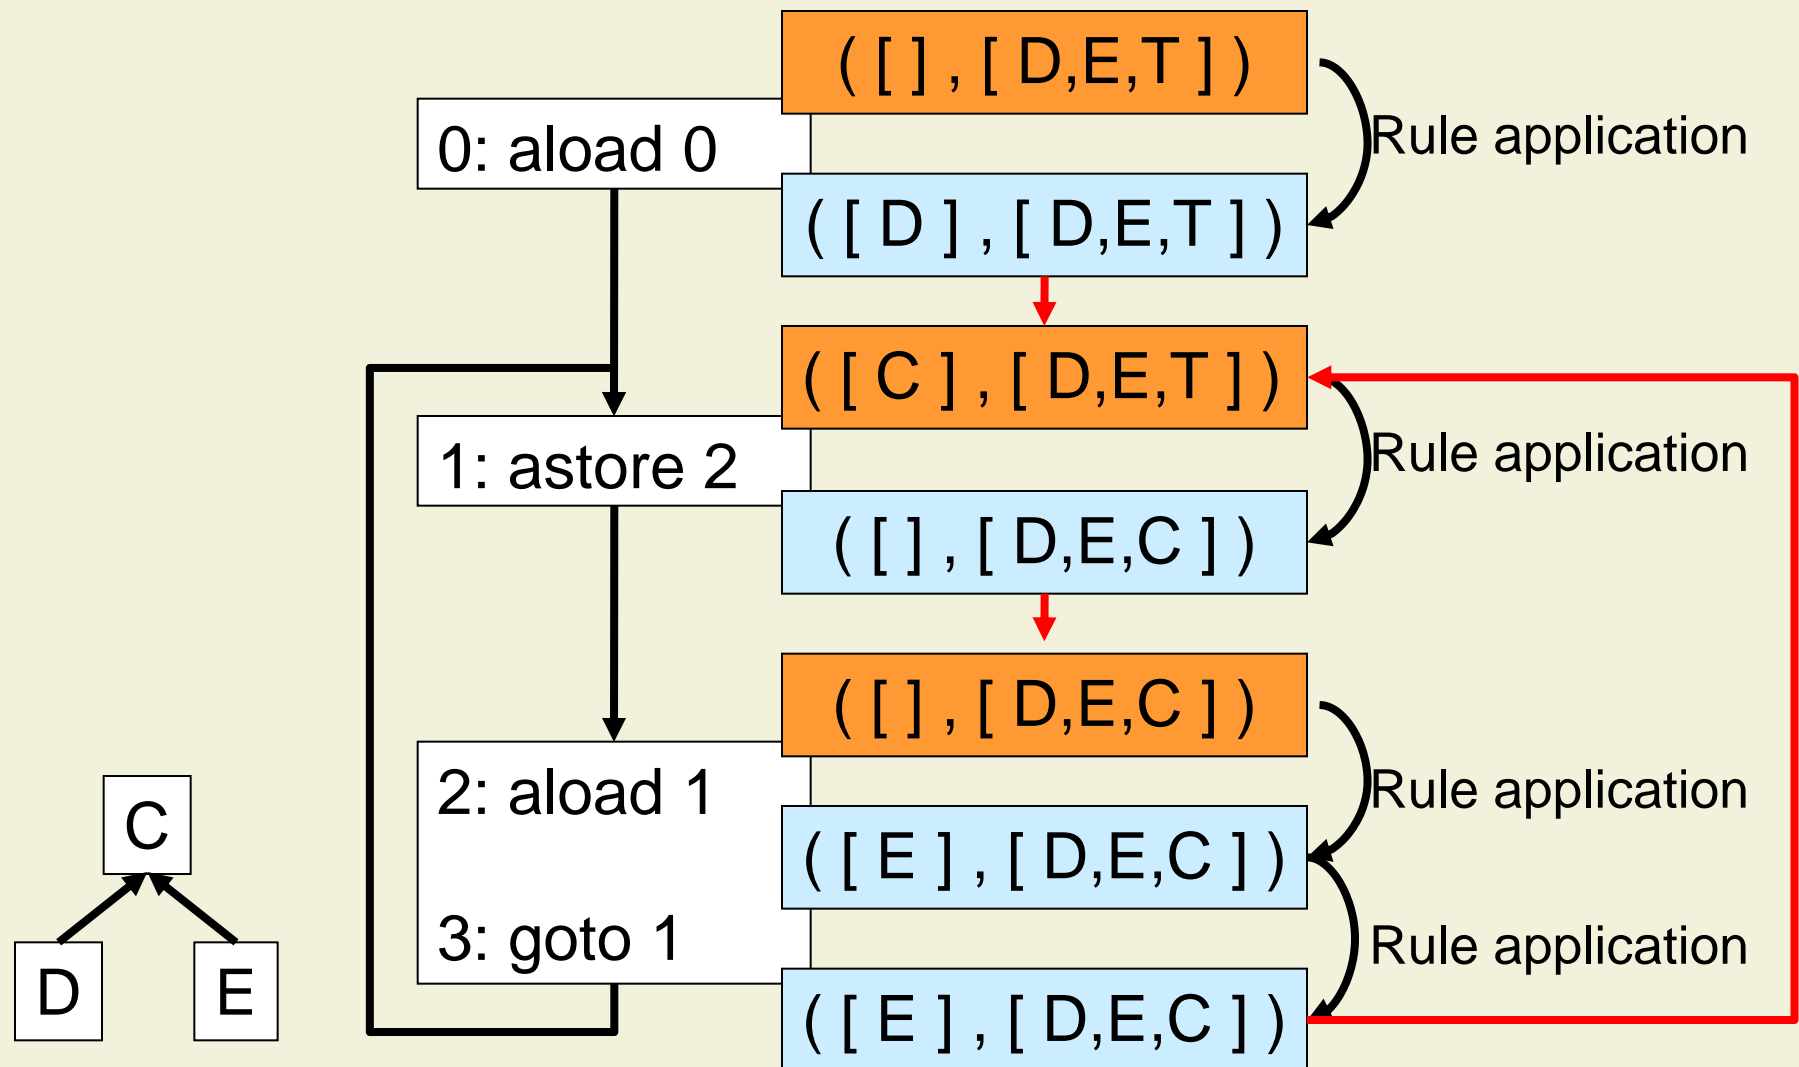 ([],[D,E,T])
0: aload 0
Rule application
([D],[D,E,T])
([C],[D,E,T])
1: astore 2
Rule application
([],[D,E,C])
([],[D,E,C])
2: aload 1
Rule application
([E],[D,E,C])
3: goto 1
Rule application
([E],[D,E,C])
C
D
E